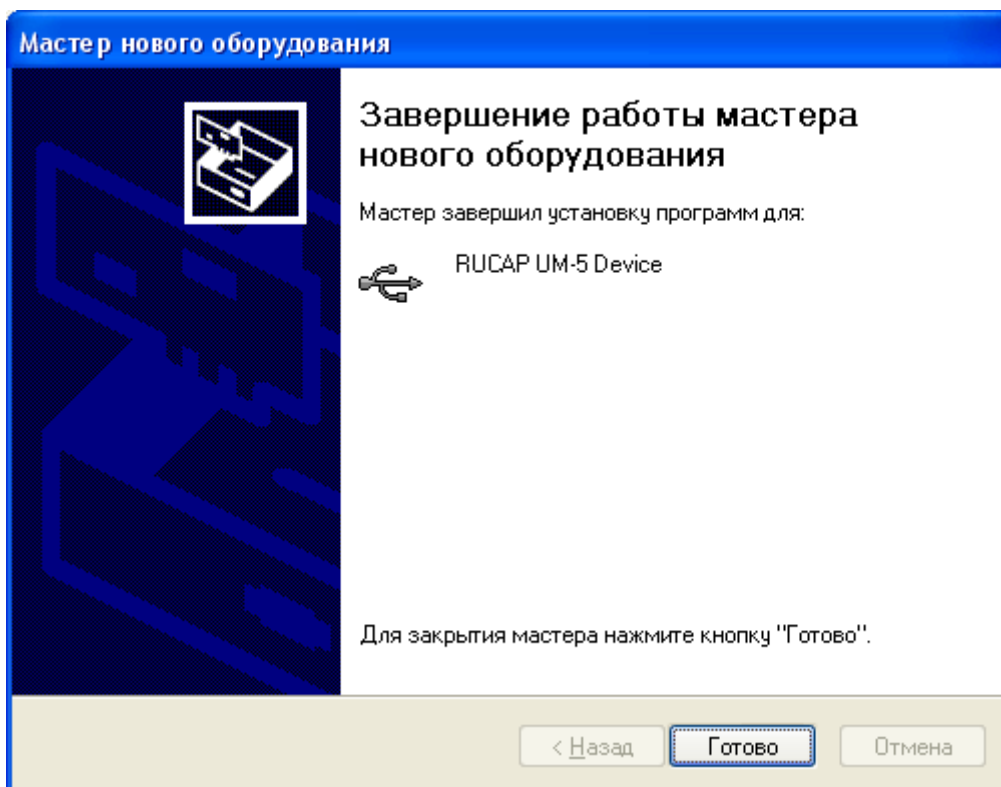 Мастер нового оборудования
Завершение работы мастера
нового оборудования
Мастер завершил установку программ для:
RUCAP UM-5 Device
Для закрытия мастера нажмите кнопку "Готово".
< Назад
Готово
Отмена